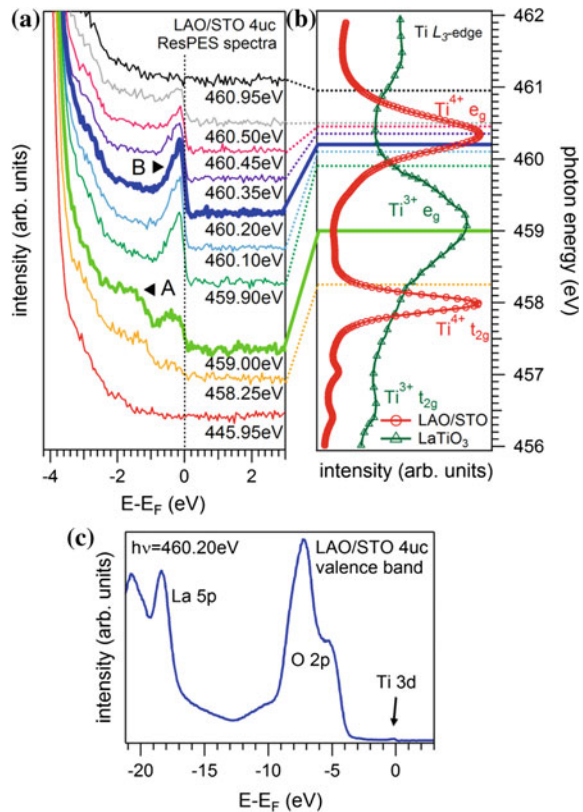 (a)
LAO/STO 4uc
ResPES spectra
460.95eV
460.50eV
460.45eV
B
460.35eV
460.20eV
460.10eV
459.90eV
A
459.00eV
458.25eV
445.95eV
intensity (arb. units)
-4 -2 0 2
E-EF (eV)
(b)
Ti L3-edge
Ti4+ eg
Ti3+ eg
Ti4+ t2g
Ti3+ t2g
LAO/STO
LaTiO3
462
461
460
459
458
457
456
photon energy (eV)
intensity (arb. units)
(c)
hν=460.20eV
LAO/STO 4uc
valence band
La 5p
O 2p
Ti 3d
intensity (arb. units)
-20 -15 -10 -5 0
E-EF (eV)